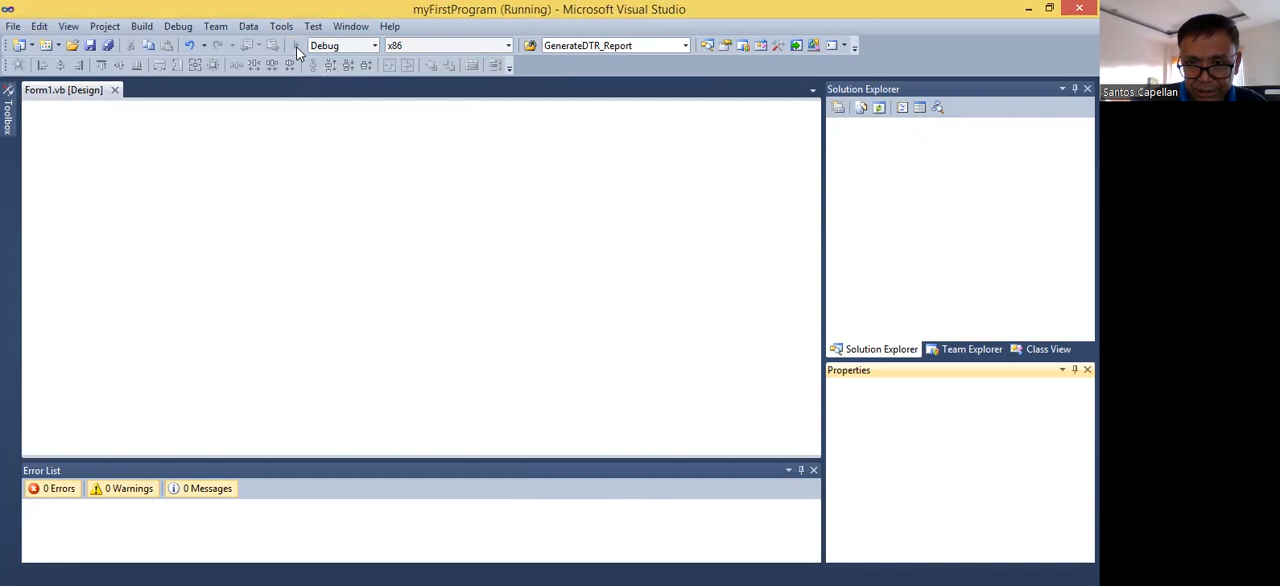 myFirstProgram (Running) - Microsoft Visual Studio
File Edit View Project Build Debug Team Data Tools Test Window Help
Debug x86 GenerateDTR_Report
Form1.vb [Design]
Toolbox
Solution Explorer
Santos Capellan
Solution Explorer Team Explorer Class View
Properties
Error List
0 Errors 0 Warnings 0 Messages